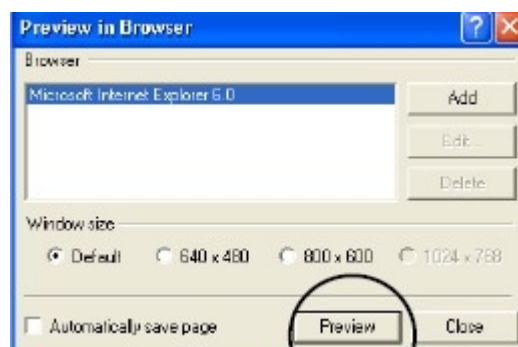 Preview in Browser
Browser
Microsoft Internet Explorer 6.0
Add
Edit...
Delete
Window size
Default 640 x 480 800 x 600 1024 x 768
Automatically save page Preview Close